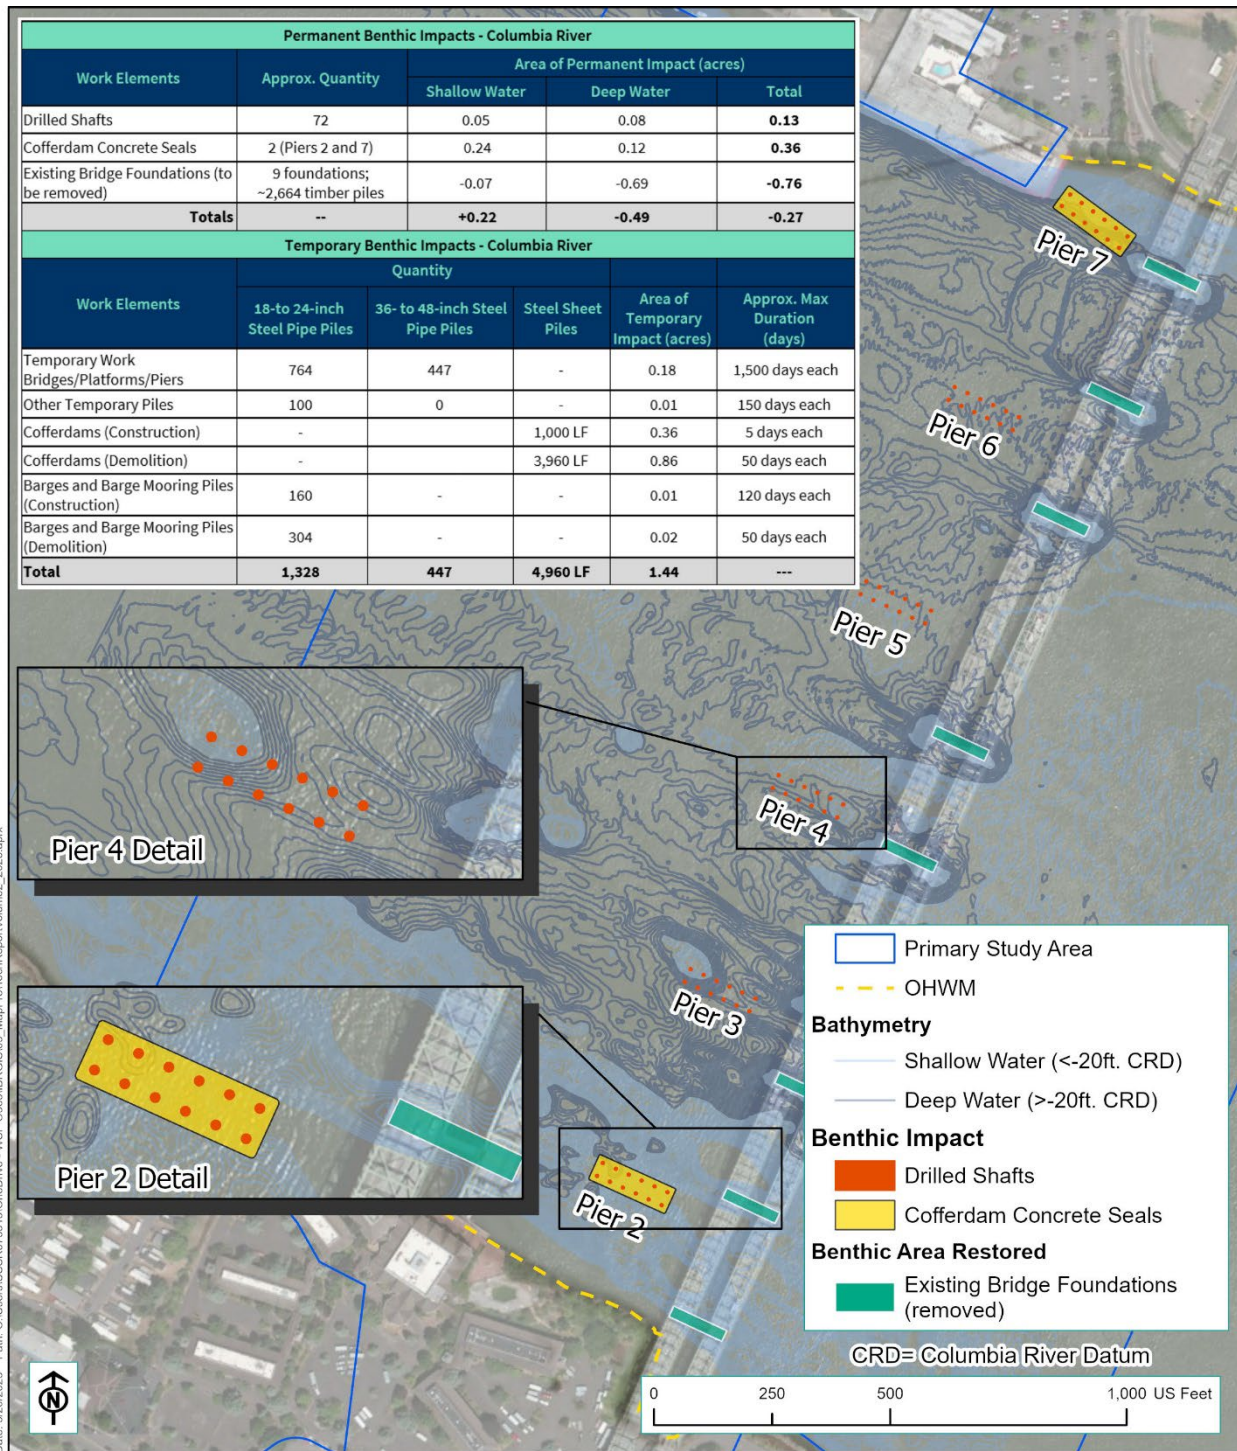 Permanent Benthic Impacts - Columbia River
Work Elements
Approx. Quantity
Area of Permanent Impact (acres)
Shallow Water
Deep Water
Total
Drilled Shafts 72 0.05 0.08 0.13
Cofferdam Concrete Seals 2 (Piers 2 and 7) 0.24 0.12 0.36
Existing Bridge Foundations (to
be removed)
9 foundations;
~2,664 timber piles
-0.07 -0.69 -0.76
Totals -- +0.22 -0.49 -0.27
Temporary Benthic Impacts - Columbia River
Work Elements
Quantity
18-to 24-inch
Steel Pipe Piles
36- to 48-inch Steel
Pipe Piles
Steel Sheet
Piles
Area of
Temporary
Impact (acres)
Approx. Max
Duration
(days)
Temporary Work
Bridges/Platforms/Piers
764 447 - 0.18 1,500 days each
Other Temporary Piles 100 0 - 0.01 150 days each
Cofferdams (Construction) - 1,000 LF 0.36 5 days each
Cofferdams (Demolition) - 3,960 LF 0.86 50 days each
Barges and Barge Mooring Piles
(Construction)
160 - - 0.01 120 days each
Barges and Barge Mooring Piles
(Demolition)
304 - - 0.02 50 days each
Total 1,328 447 4,960 LF 1.44 ---
Pier 7
Pier 6
Pier 5
Pier 4
Pier 4 Detail
Pier 3
Pier 2
Pier 2 Detail
Primary Study Area
OHWM
Bathymetry
Shallow Water (<-20ft. CRD)
Deep Water (>-20ft. CRD)
Benthic Impact
Drilled Shafts
Cofferdam Concrete Seals
Benthic Area Restored
Existing Bridge Foundations
(removed)
CRD= Columbia River Datum
0 250 500 1,000 US Feet
N